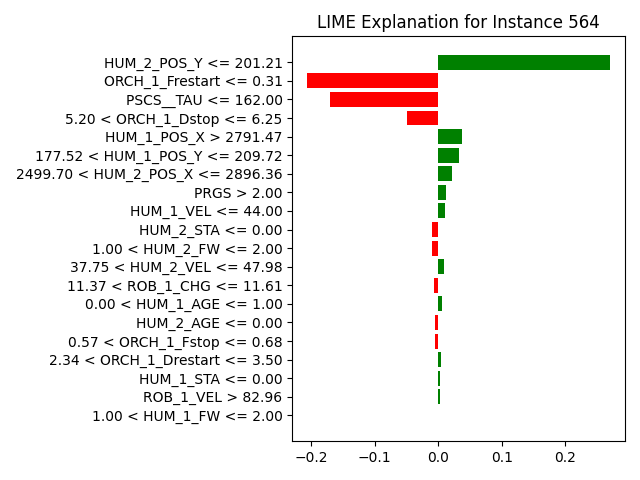 LIME Explanation for Instance 564
HUM_2_POS_Y <= 201.21
ORCH_1_Frestart <= 0.31
PSCS__TAU <= 162.00
5.20 < ORCH_1_Dstop <= 6.25
HUM_1_POS_X > 2791.47
177.52 < HUM_1_POS_Y <= 209.72
2499.70 < HUM_2_POS_X <= 2896.36
PRGS > 2.00
HUM_1_VEL <= 44.00
HUM_2_STA <= 0.00
1.00 < HUM_2_FW <= 2.00
37.75 < HUM_2_VEL <= 47.98
11.37 < ROB_1_CHG <= 11.61
0.00 < HUM_1_AGE <= 1.00
HUM_2_AGE <= 0.00
0.57 < ORCH_1_Fstop <= 0.68
2.34 < ORCH_1_Drestart <= 3.50
HUM_1_STA <= 0.00
ROB_1_VEL > 82.96
1.00 < HUM_1_FW <= 2.00
−0.2 −0.1 0.0 0.1 0.2